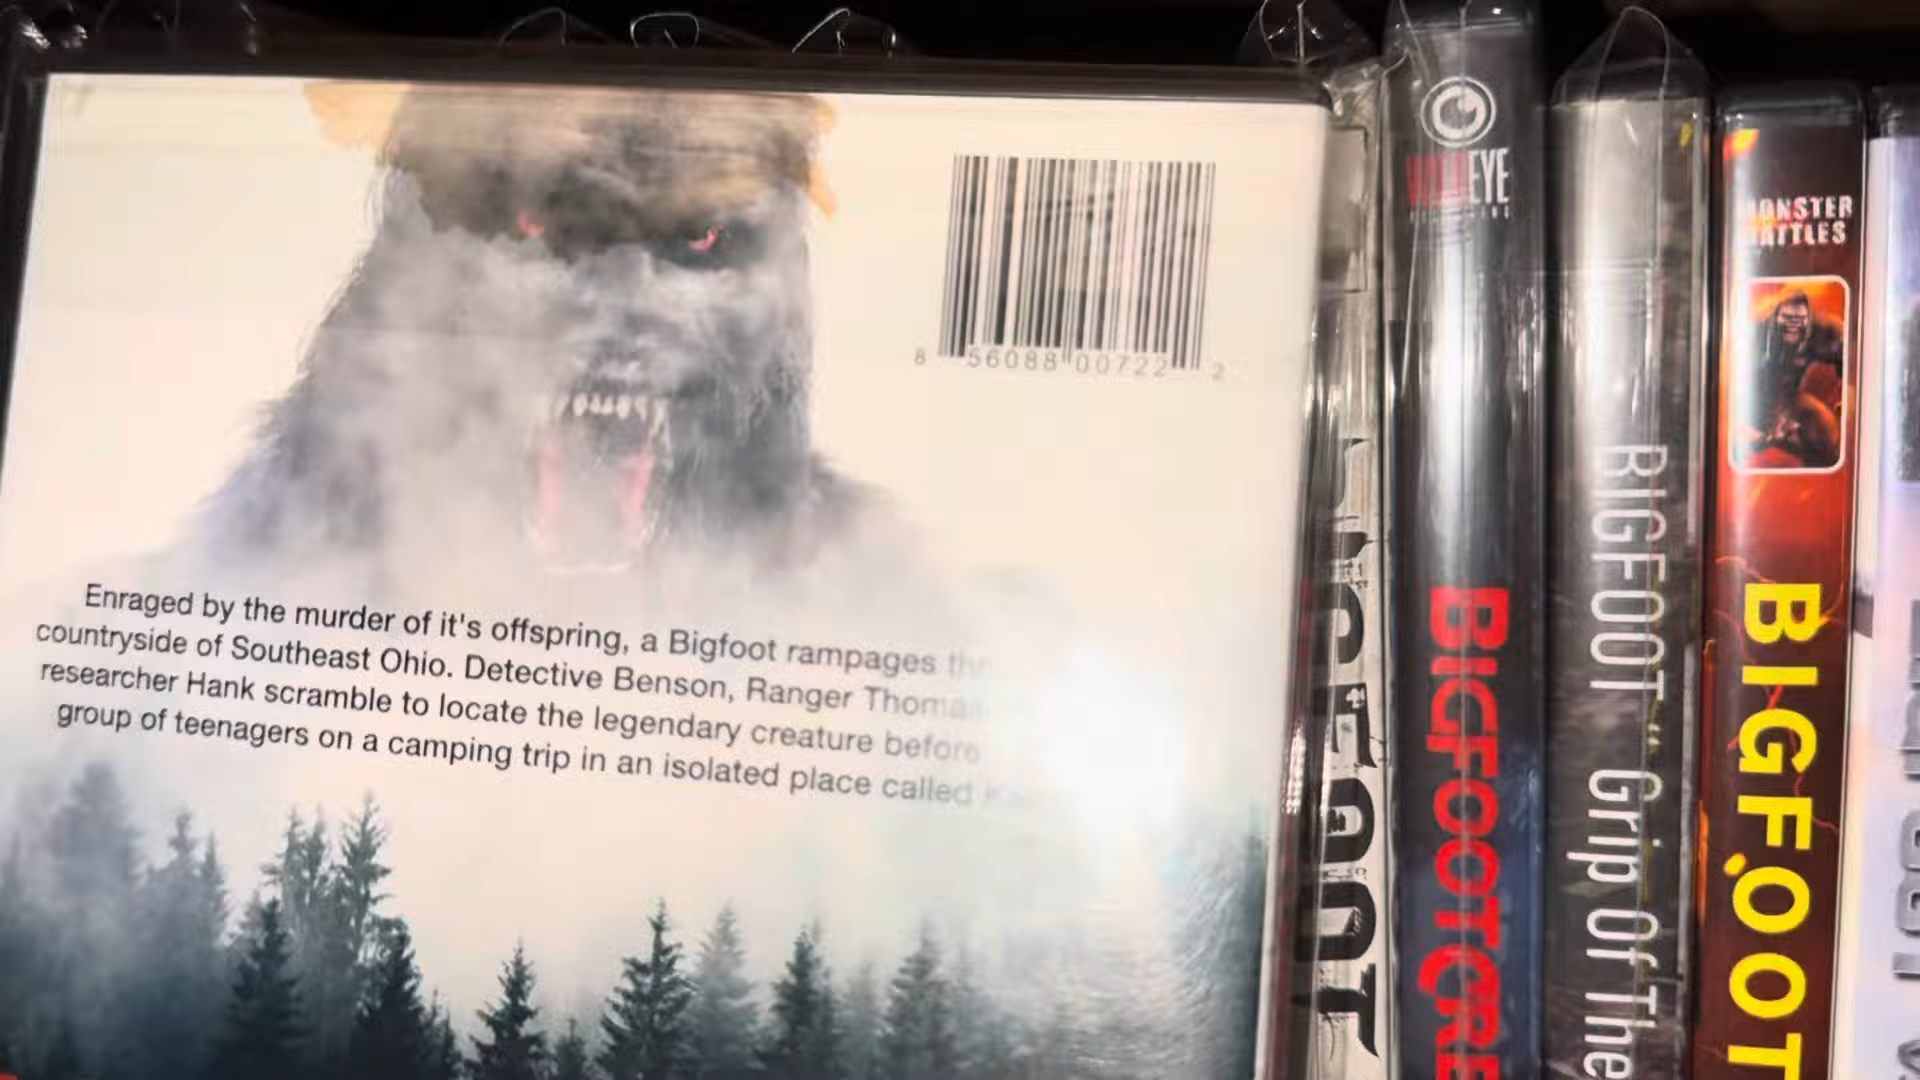 8 56088 00722 2
Enraged by the murder of it's offspring, a Bigfoot rampages
countryside of Southeast Ohio. Detective Benson, Ranger
researcher Hank scramble to locate the legendary creature before
group of teenagers on a camping trip in an isolated place called
BIGFOOT
EYE
BIGFOOT
BIGFOOT Grip Of The
MONSTER
BATTLES
BIGFOOT